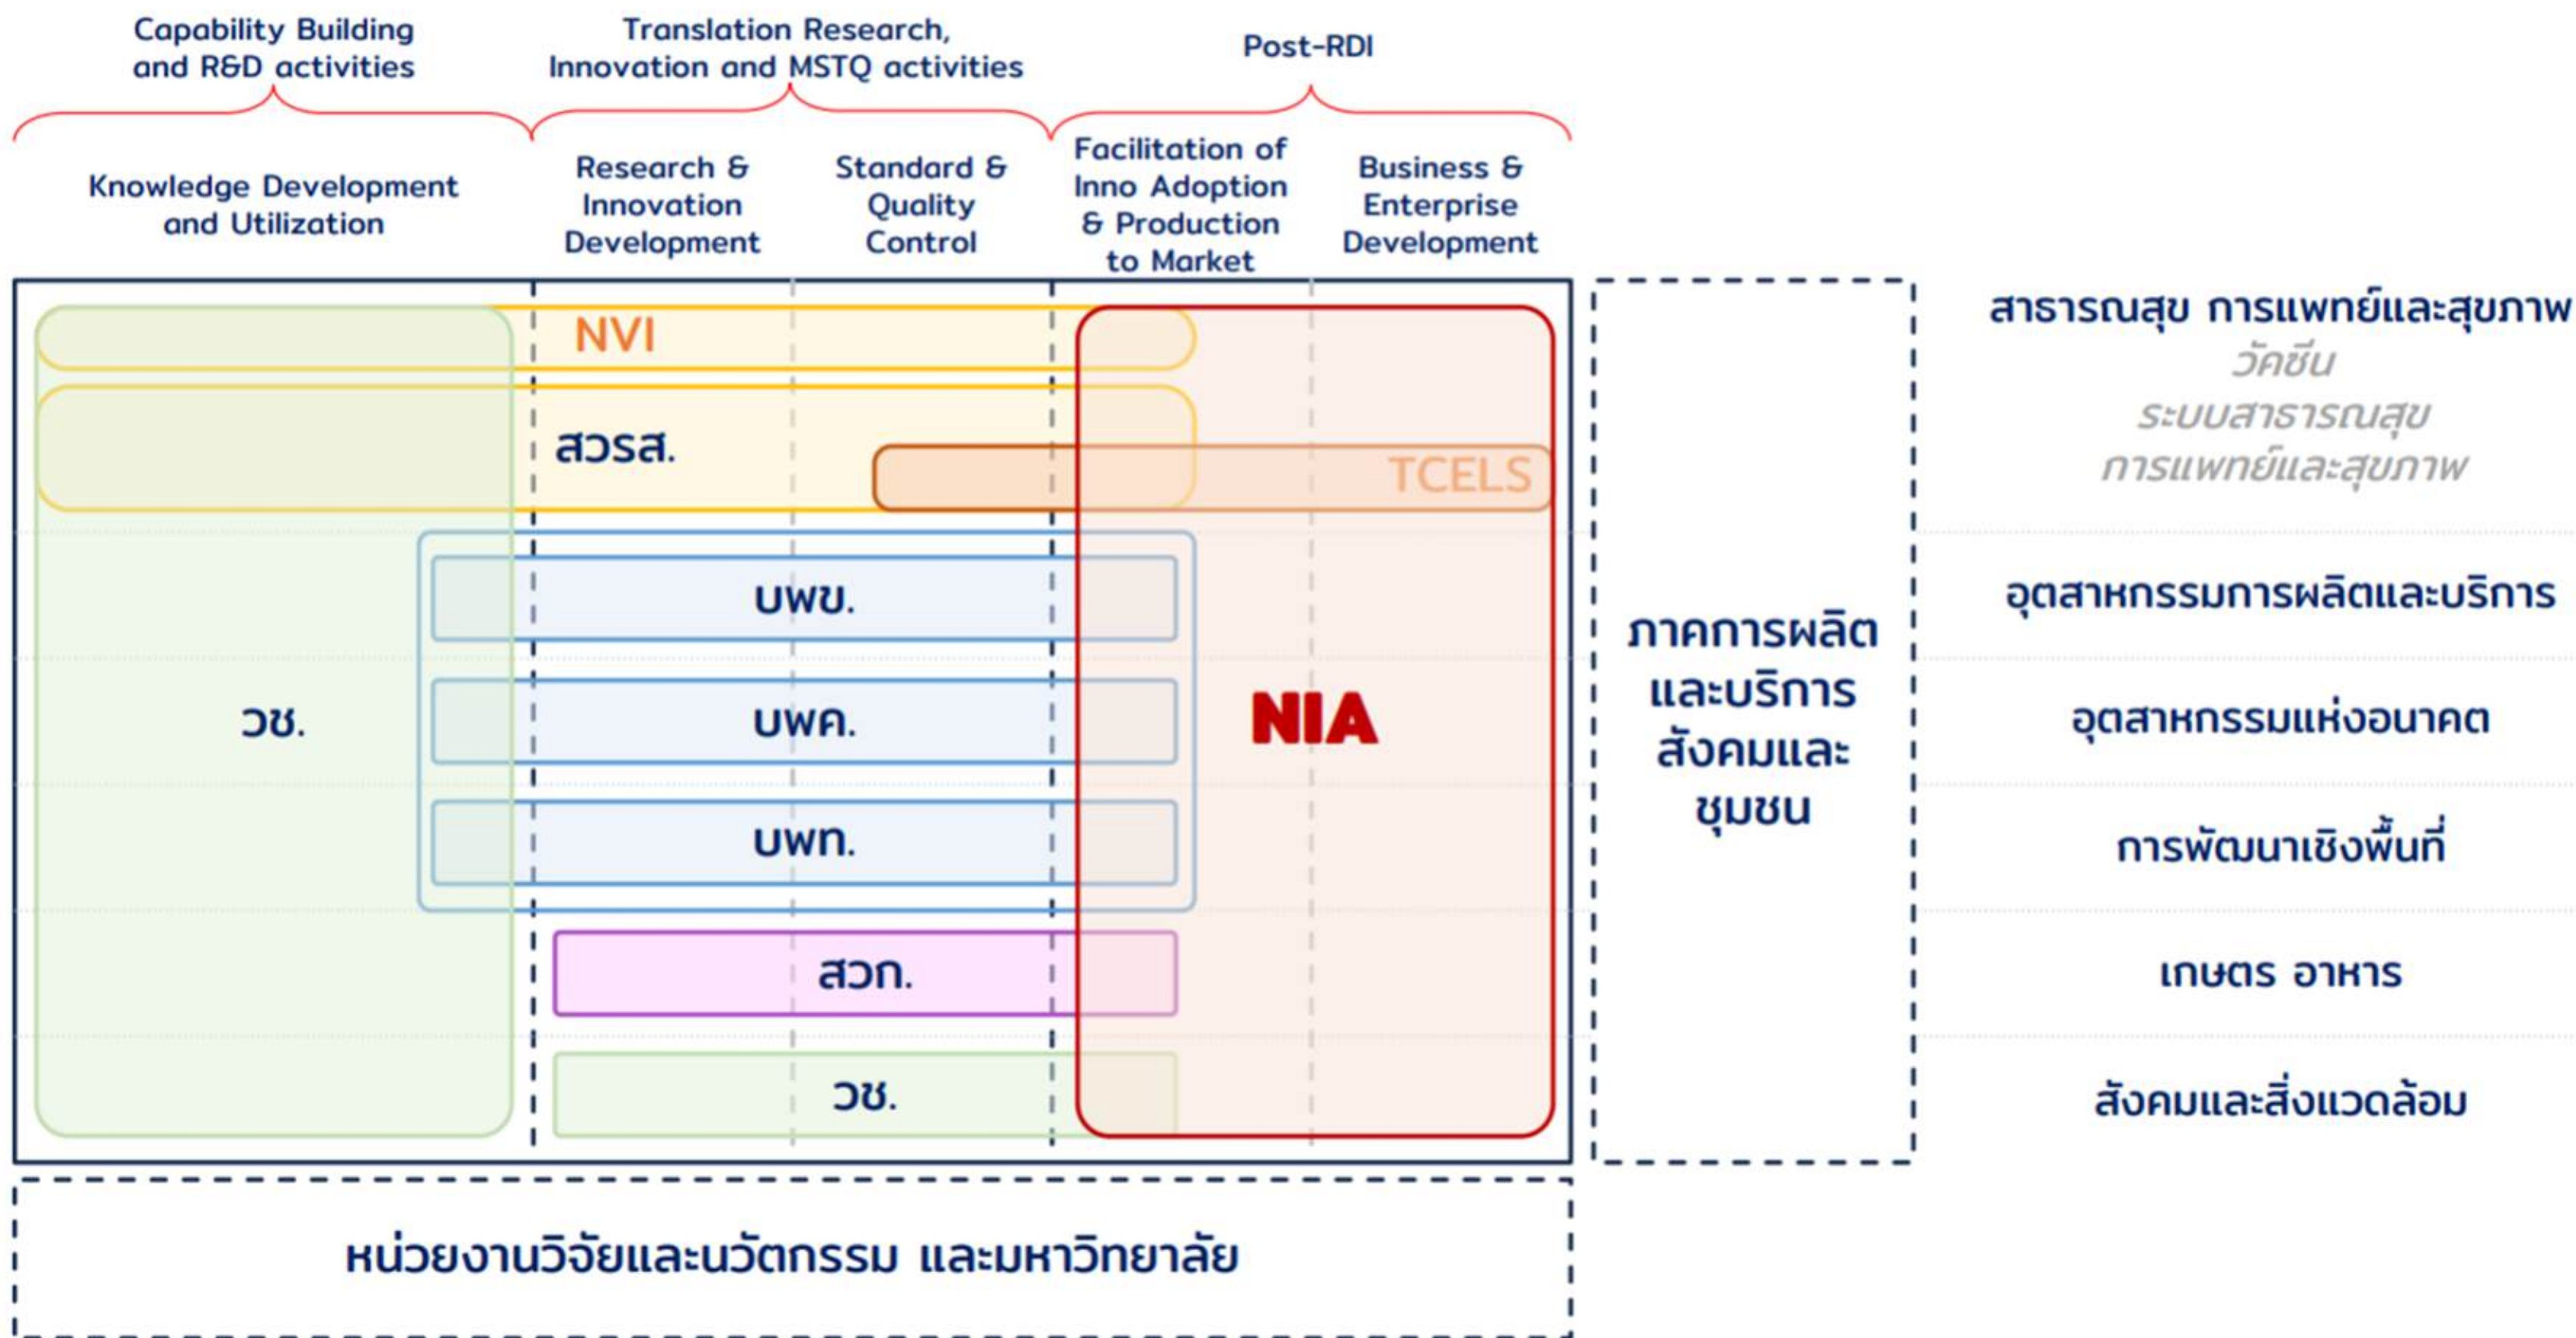 Capability Building
and R&D activities
Translation Research,
Innovation and MSTQ activities
Post-RDI
Knowledge Development
and Utilization
Research &
Innovation
Development
Standard &
Quality
Control
Facilitation of
Inno Adoption
& Production
to Market
Business &
Enterprise
Development
NVI
สวรส.
TCELS
บพข.
วช.
บพค.
NIA
บพท.
สวก.
วช.
ภาคการผลิต
และบริการ
สังคมและ
ชุมชน
สาธารณสุข การแพทย์และสุขภาพ
วัคซีน
ระบบสาธารณสุข
การแพทย์และสุขภาพ
อุตสาหกรรมการผลิตและบริการ
อุตสาหกรรมแห่งอนาคต
การพัฒนาเชิงพื้นที่
เกษตร อาหาร
สังคมและสิ่งแวดล้อม
หน่วยงานวิจัยและนวัตกรรม และมหาวิทยาลัย